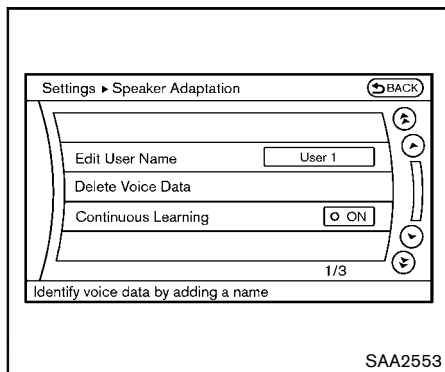 Settings ▸ Speaker Adaptation
BACK
Edit User Name
User 1
Delete Voice Data
Continuous Learning
ON
1/3
Identify voice data by adding a name
SAA2553